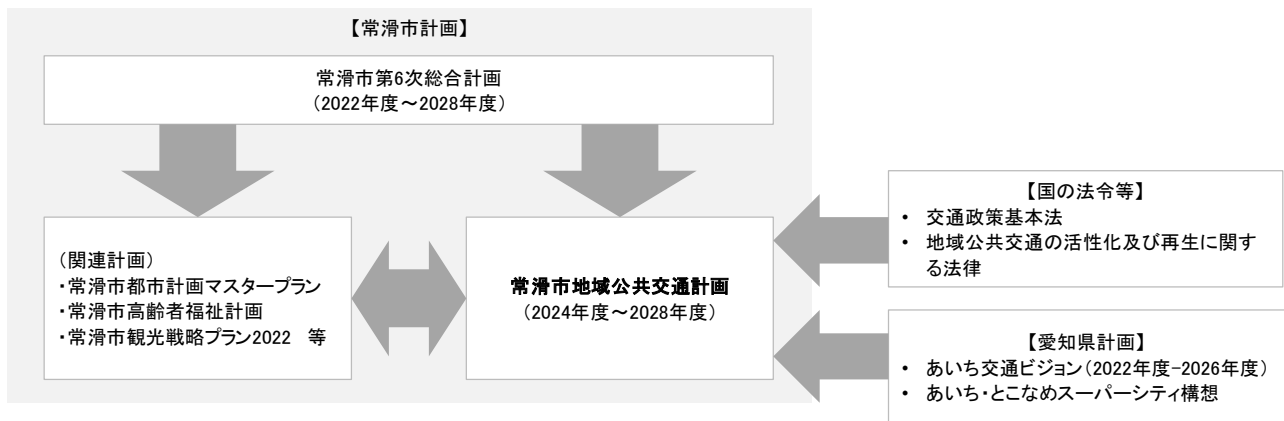 【常滑市計画】
常滑市第6次総合計画
（2022年度～2028年度）
（関連計画）
・常滑市都市計画マスタープラン
・常滑市高齢者福祉計画
・常滑市観光戦略プラン2022　等
常滑市地域公共交通計画
（2024年度～2028年度）
【国の法令等】
• 交通政策基本法
• 地域公共交通の活性化及び再生に関す
る法律
【愛知県計画】
• あいち交通ビジョン（2022年度-2026年度）
• あいち・とこなめスーパーシティ構想